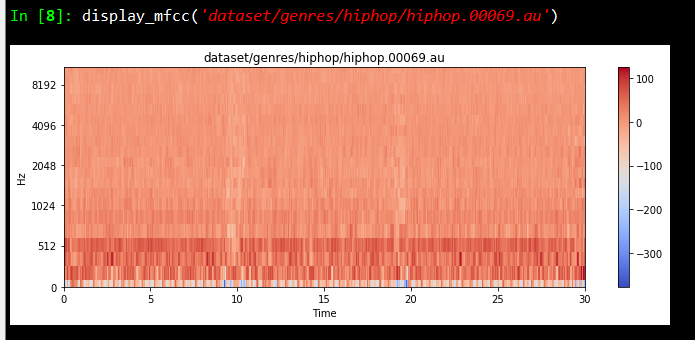 In [8]: display_mfcc('dataset/genres/hiphop/hiphop.00069.au')
dataset/genres/hiphop/hiphop.00069.au
8192
4096
2048
1024
512
0
Hz
0 5 10 15 20 25 30
Time
100
0
−100
−200
−300